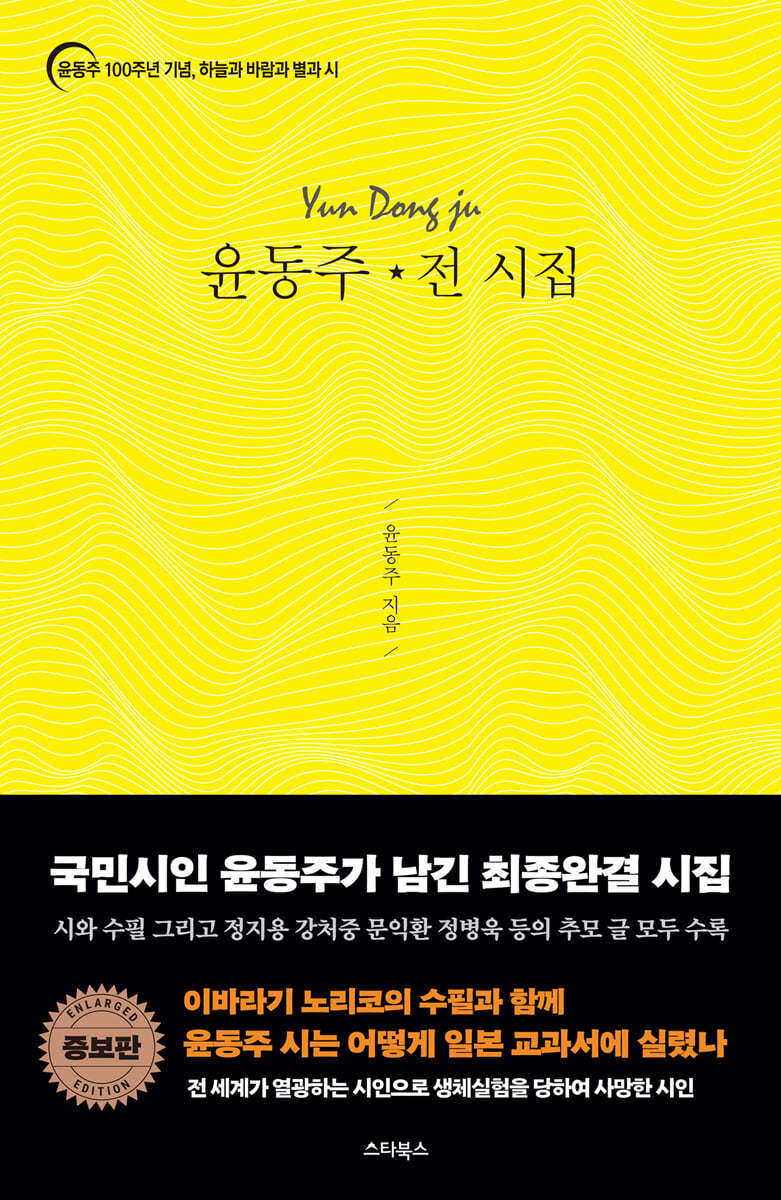 윤동주 100주년 기념, 하늘과 바람과 별과 시
Yun Dong ju
윤동주 ★ 전 시집
/ 윤동주 지음 /
국민시인 윤동주가 남긴 최종완결 시집
시와 수필 그리고 정지용 강처중 문익환 정병욱 등의 추모 글 모두 수록
ENLARGED
증보판
EDITION
이바라기 노리코의 수필과 함께
윤동주 시는 어떻게 일본 교과서에 실렸나
전 세계가 열광하는 시인으로 생체실험을 당하여 사망한 시인
스타북스